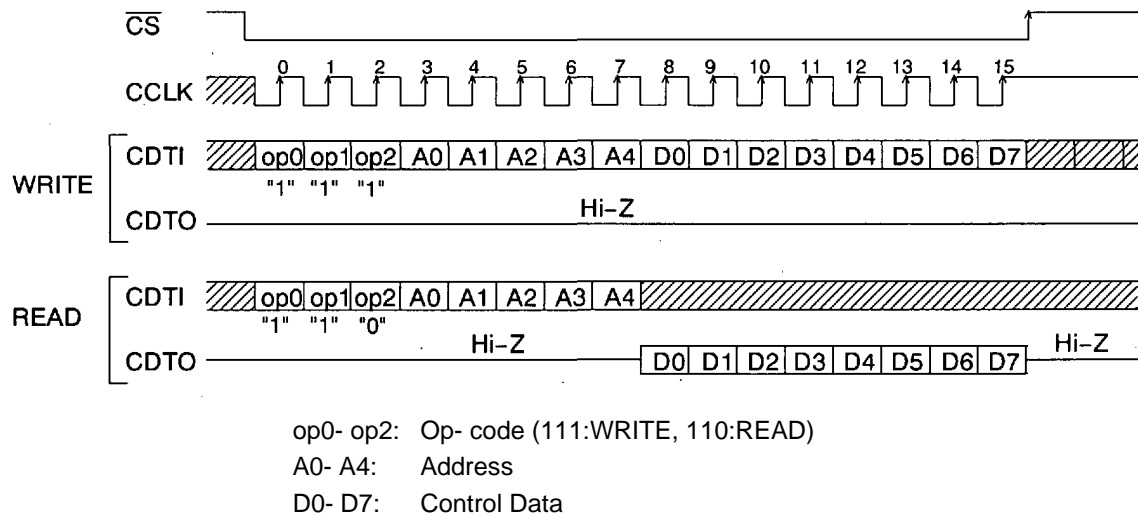 CS
0 1 2 3 4 5 6 7 8 9 10 11 12 13 14 15
CCLK
CDTI op0 op1 op2 A0 A1 A2 A3 A4 D0 D1 D2 D3 D4 D5 D6 D7
"1" "1" "1"
WRITE
Hi-Z
CDTO
CDTI op0 op1 op2 A0 A1 A2 A3 A4
"1" "1" "0"
READ
Hi-Z Hi-Z
CDTO D0 D1 D2 D3 D4 D5 D6 D7
op0- op2: Op- code (111:WRITE, 110:READ)
A0- A4: Address
D0- D7: Control Data